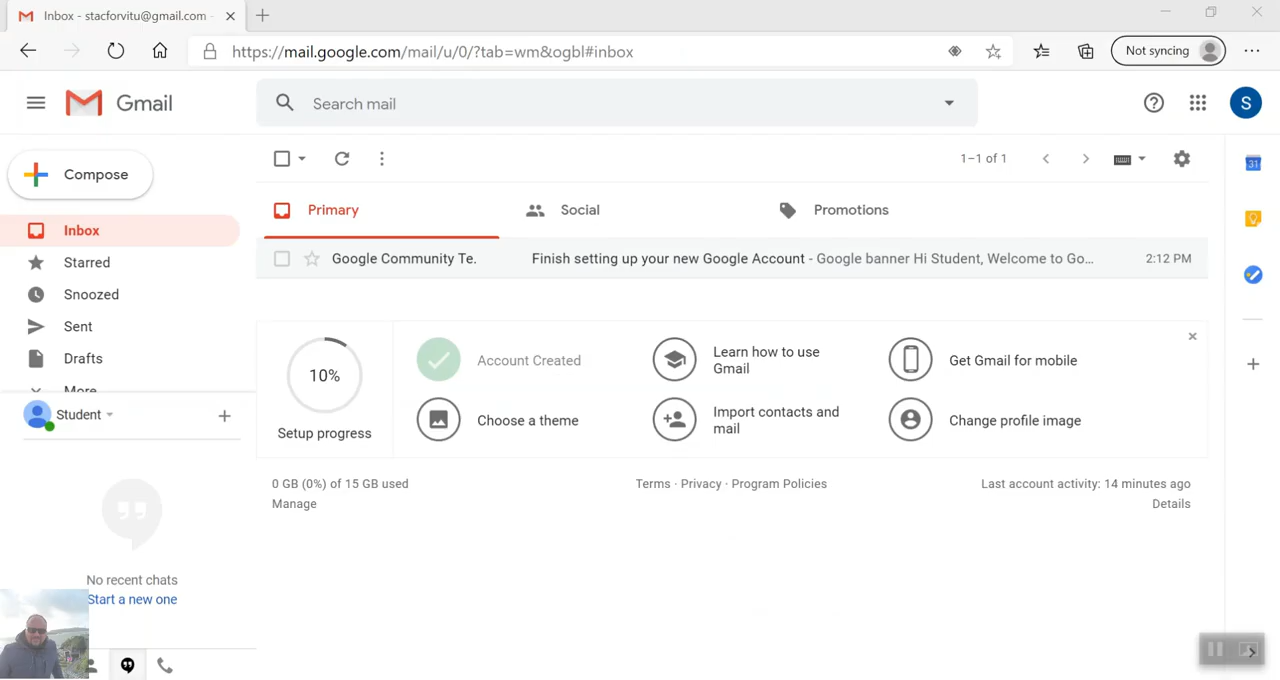 Inbox - stacforvitu@gmail.com -
https://mail.google.com/mail/u/0/?tab=wm&ogbl#inbox
Not syncing
Gmail
Search mail
S
Compose
1–1 of 1
31
Primary
Social
Promotions
Inbox
Google Community Te.
Finish setting up your new Google Account - Google banner Hi Student, Welcome to Go...
2:12 PM
Starred
Snoozed
Sent
Drafts
More
Student
10%
Setup progress
Account Created
Learn how to use
Gmail
Get Gmail for mobile
Choose a theme
Import contacts and
mail
Change profile image
0 GB (0%) of 15 GB used
Manage
Terms · Privacy · Program Policies
Last account activity: 14 minutes ago
Details
No recent chats
Start a new one